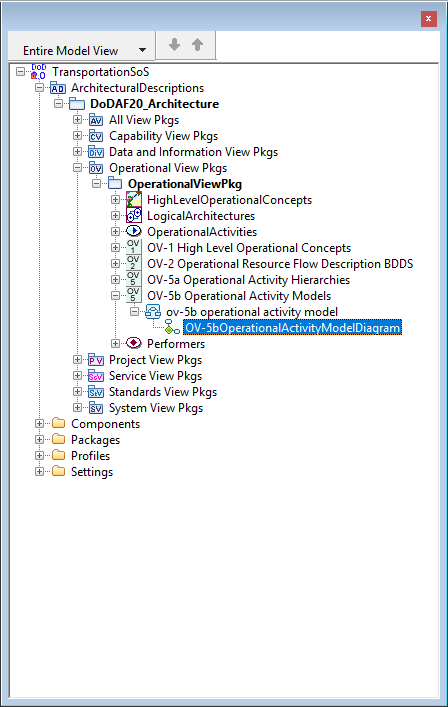 Entire Model View
TransportationSoS
ArchitecturalDescriptions
DoDAF20_Architecture
All View Pkgs
Capability View Pkgs
Data and Information View Pkgs
Operational View Pkgs
OperationalViewPkg
HighLevelOperationalConcepts
LogicalArchitectures
OperationalActivities
OV-1 High Level Operational Concepts
OV-2 Operational Resource Flow Description BDDS
OV-5a Operational Activity Hierarchies
OV-5b Operational Activity Models
ov-5b operational activity model
OV-5bOperationalActivityModelDiagram
Performers
Project View Pkgs
Service View Pkgs
Standards View Pkgs
System View Pkgs
Components
Packages
Profiles
Settings